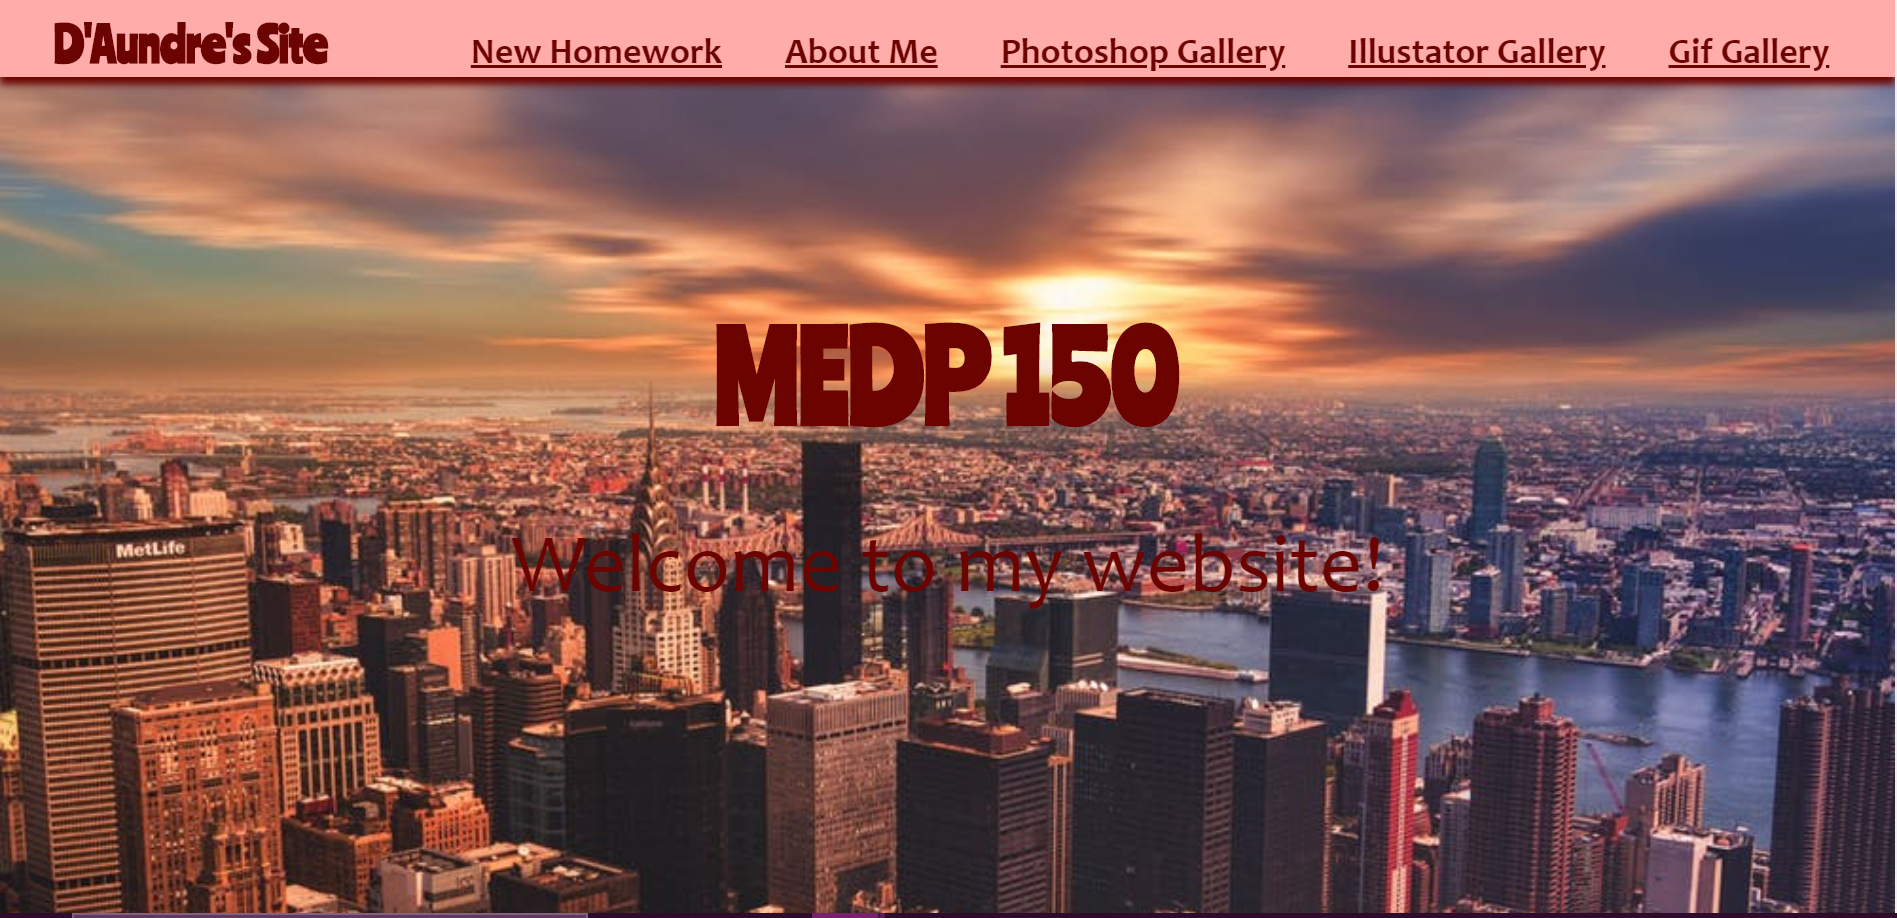 D'Aundre's Site
New Homework About Me Photoshop Gallery Illustator Gallery Gif Gallery
MEDP 150
MetLife
Welcome to my website!